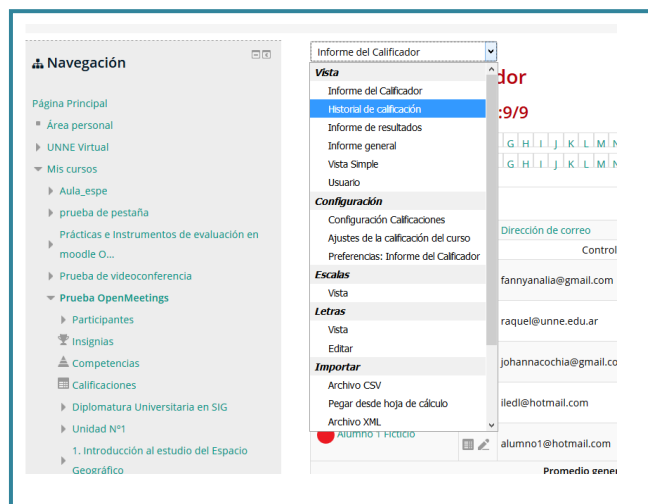 Navegación
Página Principal
Área personal
UNNE Virtual
Mis cursos
Aula_espe
prueba de pestaña
Prácticas e Instrumentos de evaluación en
moodle O...
Prueba de videoconferencia
Prueba OpenMeetings
Participantes
Insignias
Competencias
Calificaciones
Diplomatura Universitaria en SIG
Unidad Nº1
1. Introducción al estudio del Espacio
Geográfico
Informe del Calificador
Vista
Informe del Calificador
Historial de calificación
Informe de resultados
Informe general
Vista Simple
Usuario
Configuración
Configuración Calificaciones
Ajustes de la calificación del curso
Preferencias: Informe del Calificador
Escalas
Vista
Letras
Vista
Editar
Importar
Archivo CSV
Pegar desde hoja de cálculo
Archivo XML
dor
:9/9
G H I J K L M N
G H I J K L M N
Dirección de correo
Control
fannyanalia@gmail.com
raquel@unne.edu.ar
johannacochia@gmail.co
iledl@hotmail.com
Alumno 1 Ficticio
alumno1@hotmail.com
Promedio gener